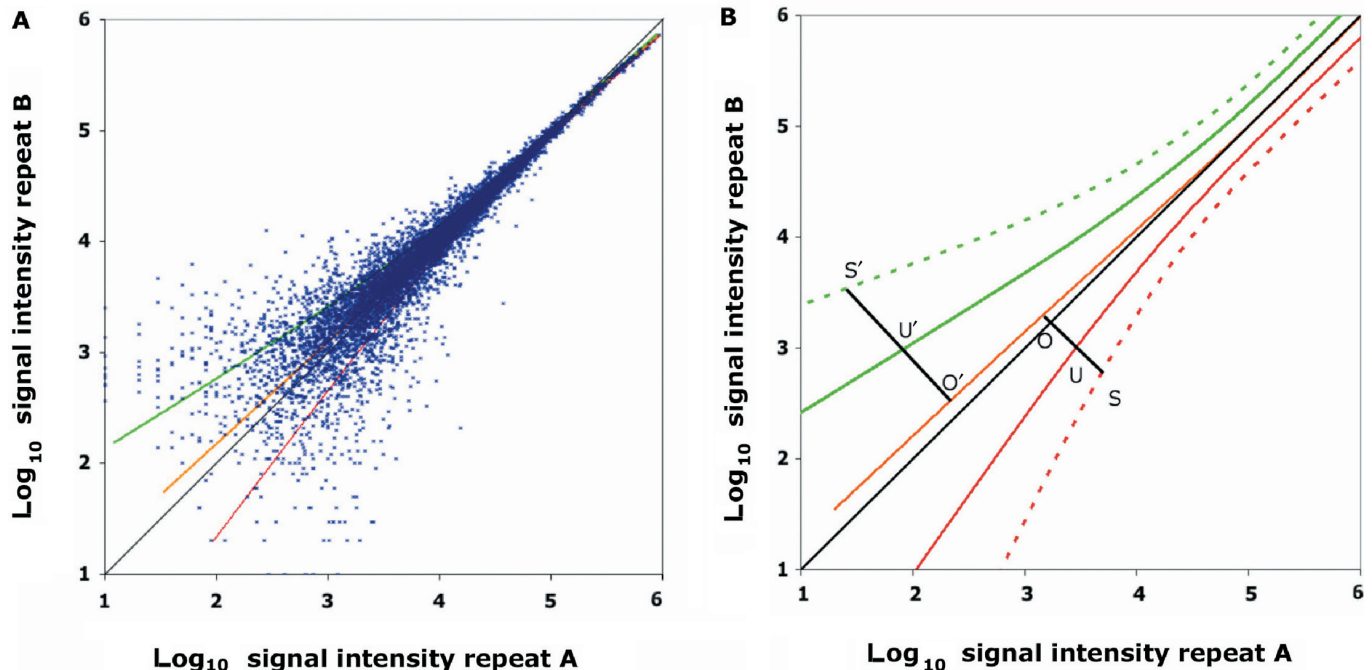 A
6
5
4
3
2
1
1 2 3 4 5 6
Log10 signal intensity repeat B
Log10 signal intensity repeat A
B
6
5
4
3
2
1
1 2 3 4 5 6
Log10 signal intensity repeat B
Log10 signal intensity repeat A
S′
U′
O′
O
U
S